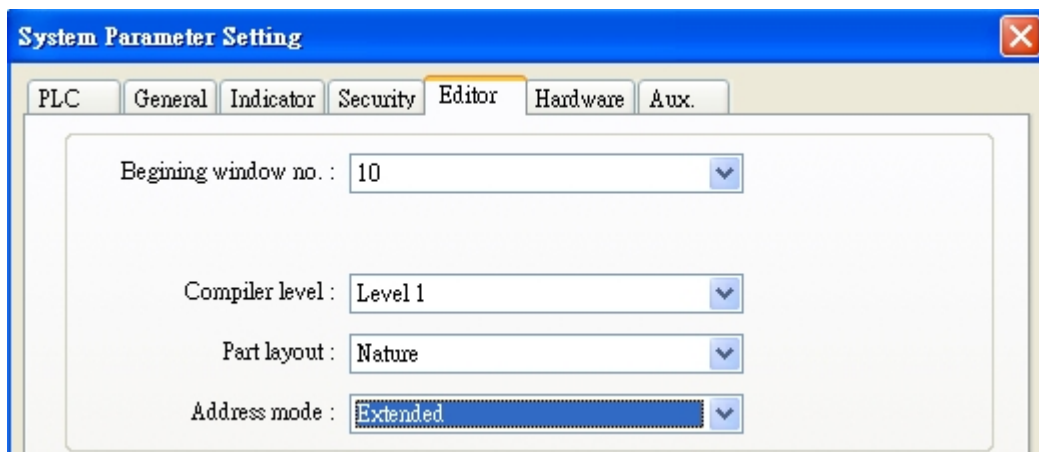 System Parameter Setting
PLC General Indicator Security Editor Hardware Aux.
Begining window no. : 10
Compiler level : Level 1
Part layout : Nature
Address mode : Extended